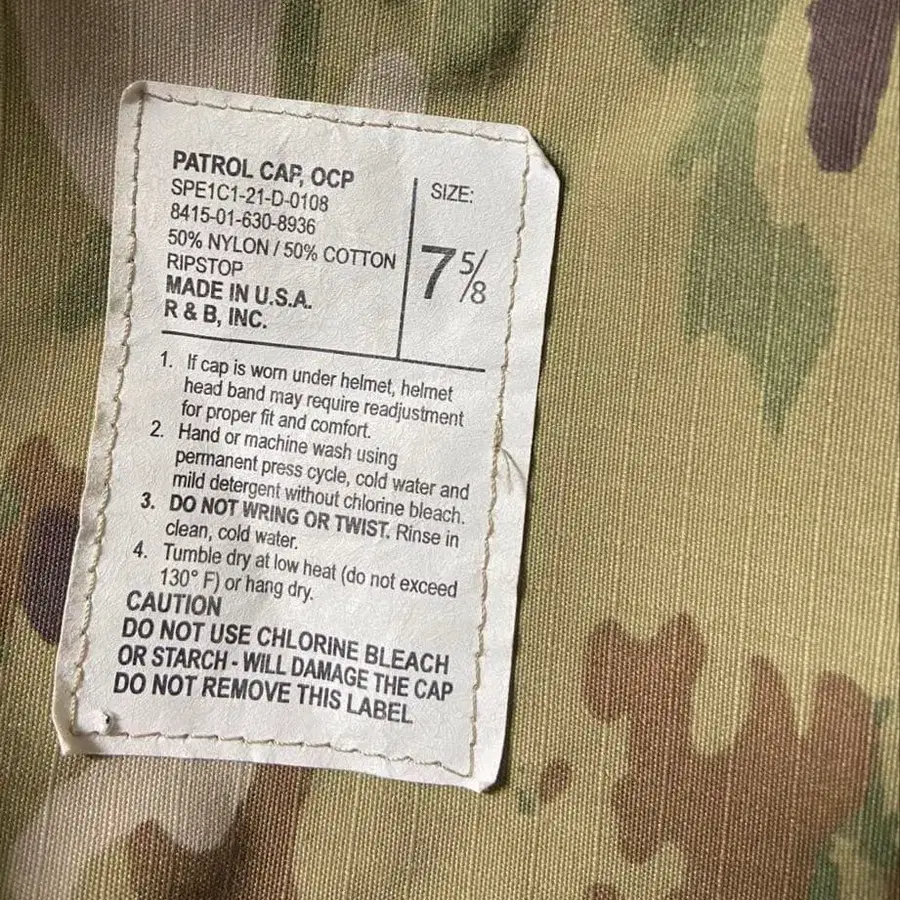 PATROL CAP, OCP
SPE1C1-21-D-0108
8415-01-630-8936
50% NYLON / 50% COTTON
RIPSTOP
MADE IN U.S.A.
R & B, INC.
SIZE:
7 5/8
1. If cap is worn under helmet, helmet
head band may require readjustment
for proper fit and comfort.
2. Hand or machine wash using
permanent press cycle, cold water and
mild detergent without chlorine bleach.
3. DO NOT WRING OR TWIST. Rinse in
clean, cold water.
4. Tumble dry at low heat (do not exceed
130° F) or hang dry.
CAUTION
DO NOT USE CHLORINE BLEACH
OR STARCH - WILL DAMAGE THE CAP
DO NOT REMOVE THIS LABEL